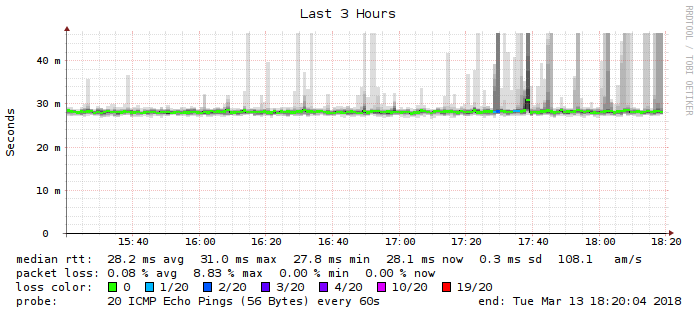 Last 3 Hours
RRDTOOL / TOBI OETIKER
Seconds
40 m
30 m
20 m
10 m
0
15:40 16:00 16:20 16:40 17:00 17:20 17:40 18:00 18:20
median rtt: 28.2 ms avg 31.0 ms max 27.8 ms min 28.1 ms now 0.3 ms sd 108.1 am/s
packet loss: 0.08 % avg 8.83 % max 0.00 % min 0.00 % now
loss color: 0 1/20 2/20 3/20 4/20 10/20 19/20
probe: 20 ICMP Echo Pings (56 Bytes) every 60s end: Tue Mar 13 18:20:04 2018